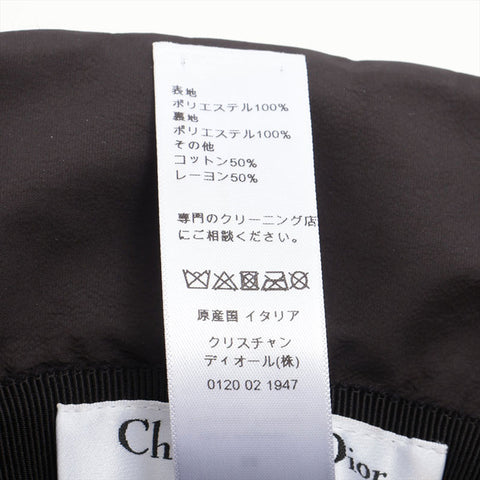 表地
ポリエステル100%
裏地
ポリエステル100%
その他
コットン50%
レーヨン50%
専門のクリーニング店
にご相談ください。
原産国 イタリア
クリスチャン
ディオール(株)
0120 02 1947
Ch Dior